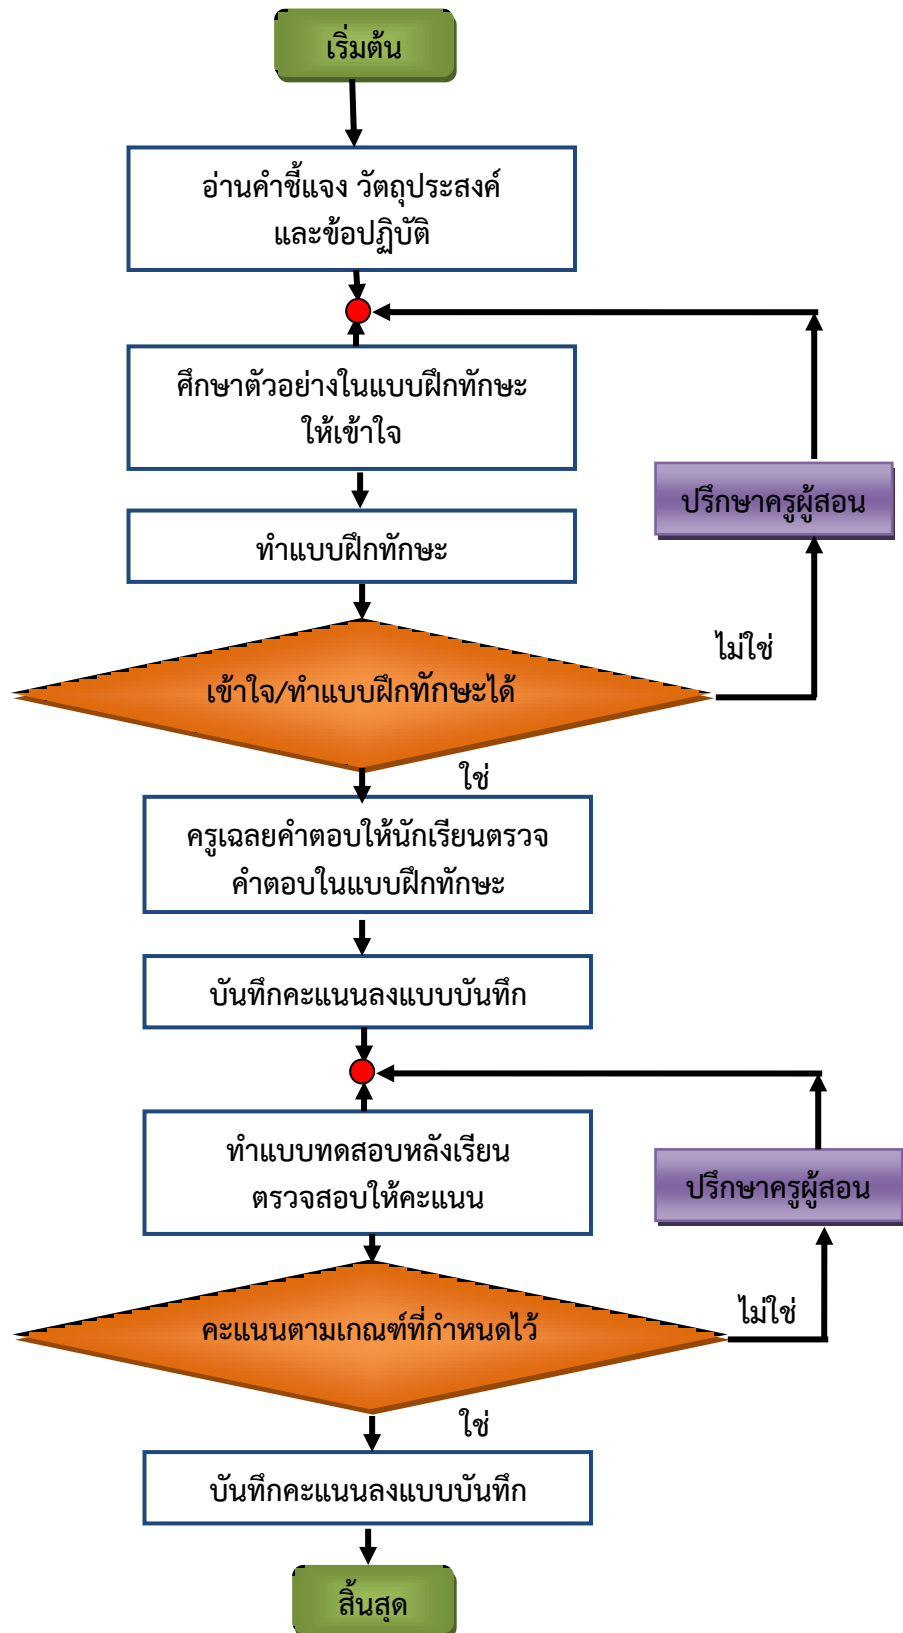 เริ่มต้น
อ่านคำชี้แจง วัตถุประสงค์
และข้อปฏิบัติ
ศึกษาตัวอย่างในแบบฝึกทักษะ
ให้เข้าใจ
ปรึกษาครูผู้สอน
ทำแบบฝึกทักษะ
ไม่ใช่
เข้าใจ/ทำแบบฝึกทักษะได้
ใช่
ครูเฉลยคำตอบให้นักเรียนตรวจ
คำตอบในแบบฝึกทักษะ
บันทึกคะแนนลงแบบบันทึก
ทำแบบทดสอบหลังเรียน
ตรวจสอบให้คะแนน
ปรึกษาครูผู้สอน
ไม่ใช่
คะแนนตามเกณฑ์ที่กำหนดไว้
ใช่
บันทึกคะแนนลงแบบบันทึก
สิ้นสุด